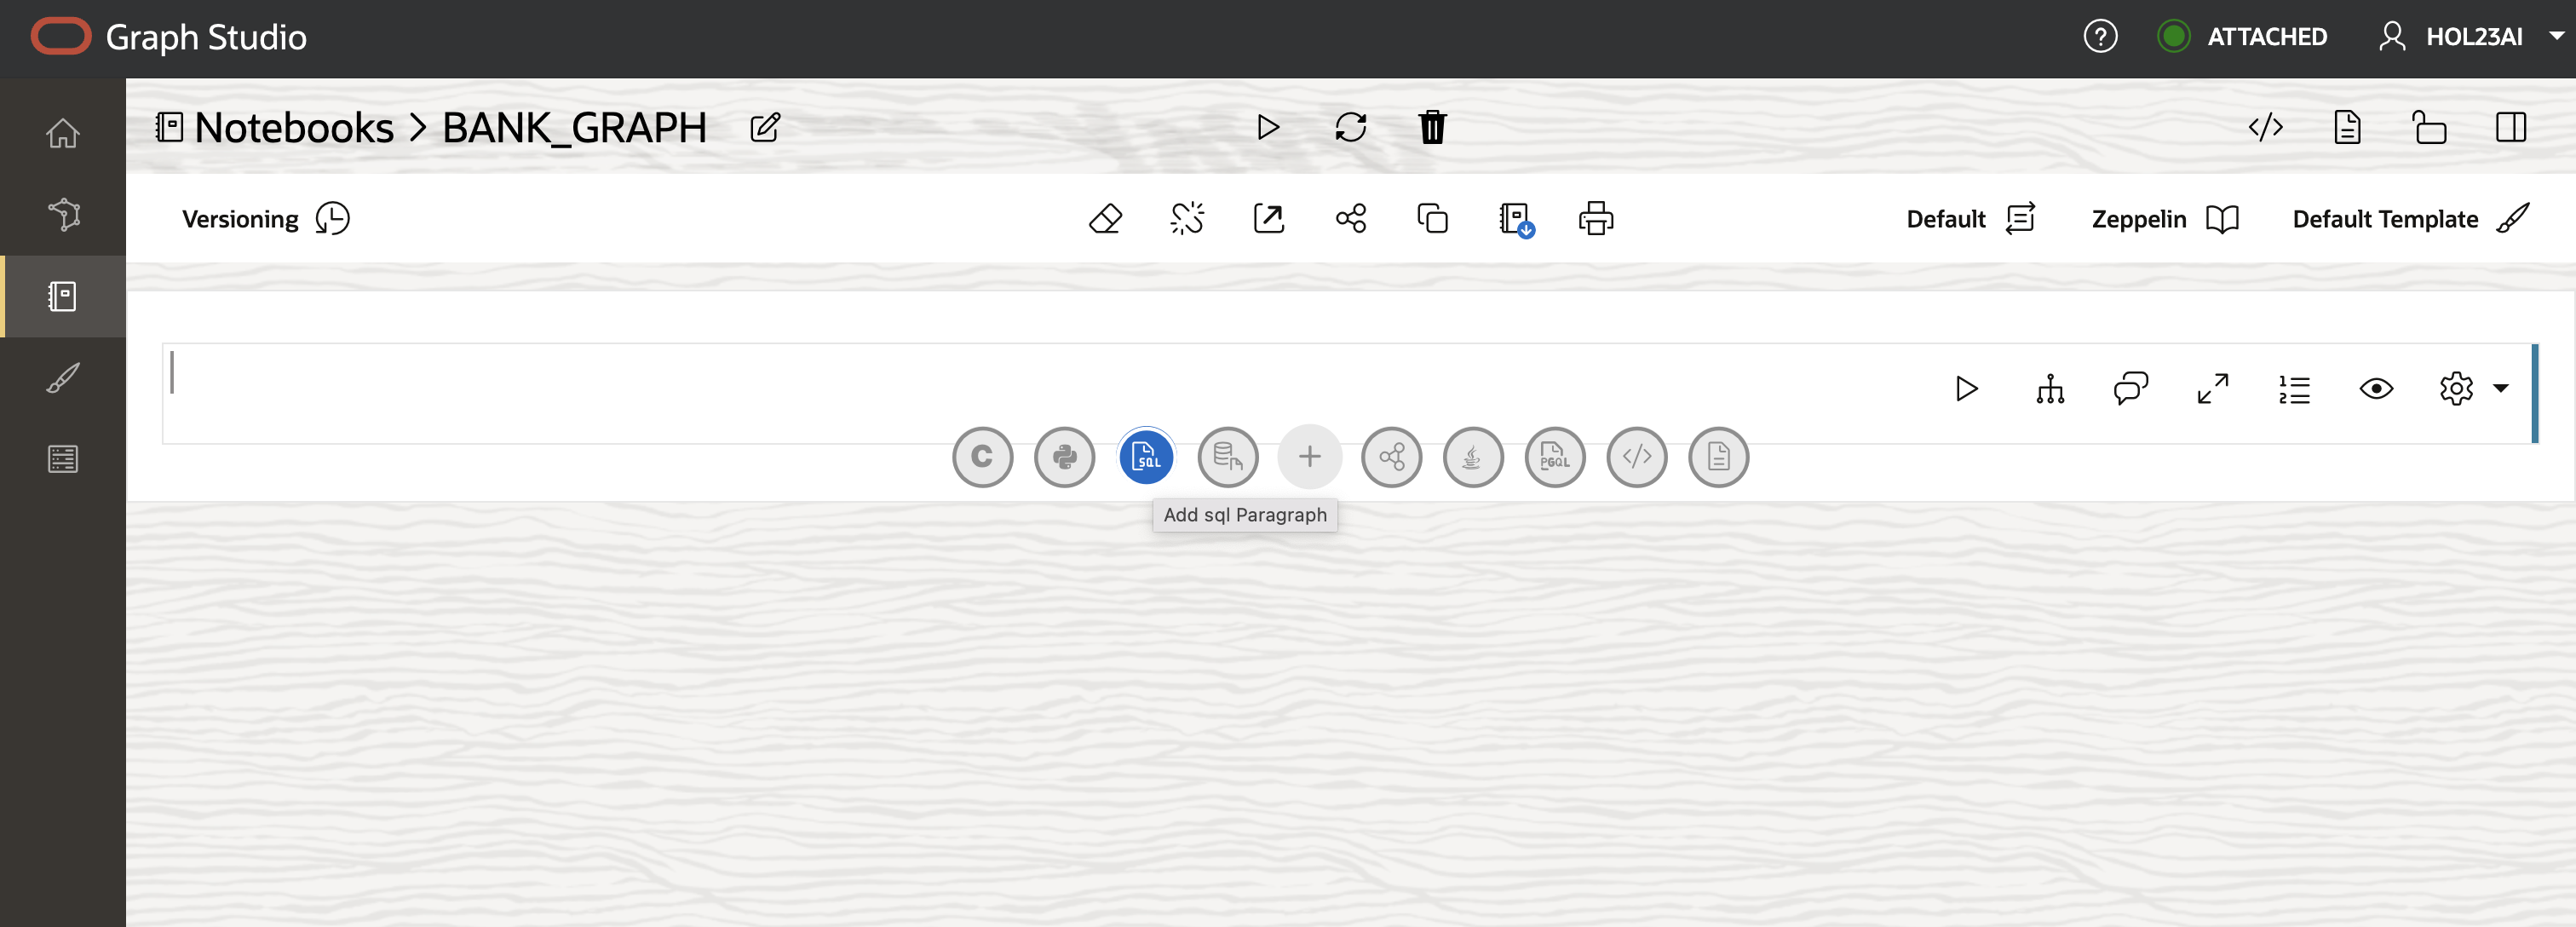 Graph Studio
? ATTACHED HOL23AI
Notebooks > BANK_GRAPH
Versioning
Default Zeppelin Default Template
C SQL + PGQL </>
Add sql Paragraph